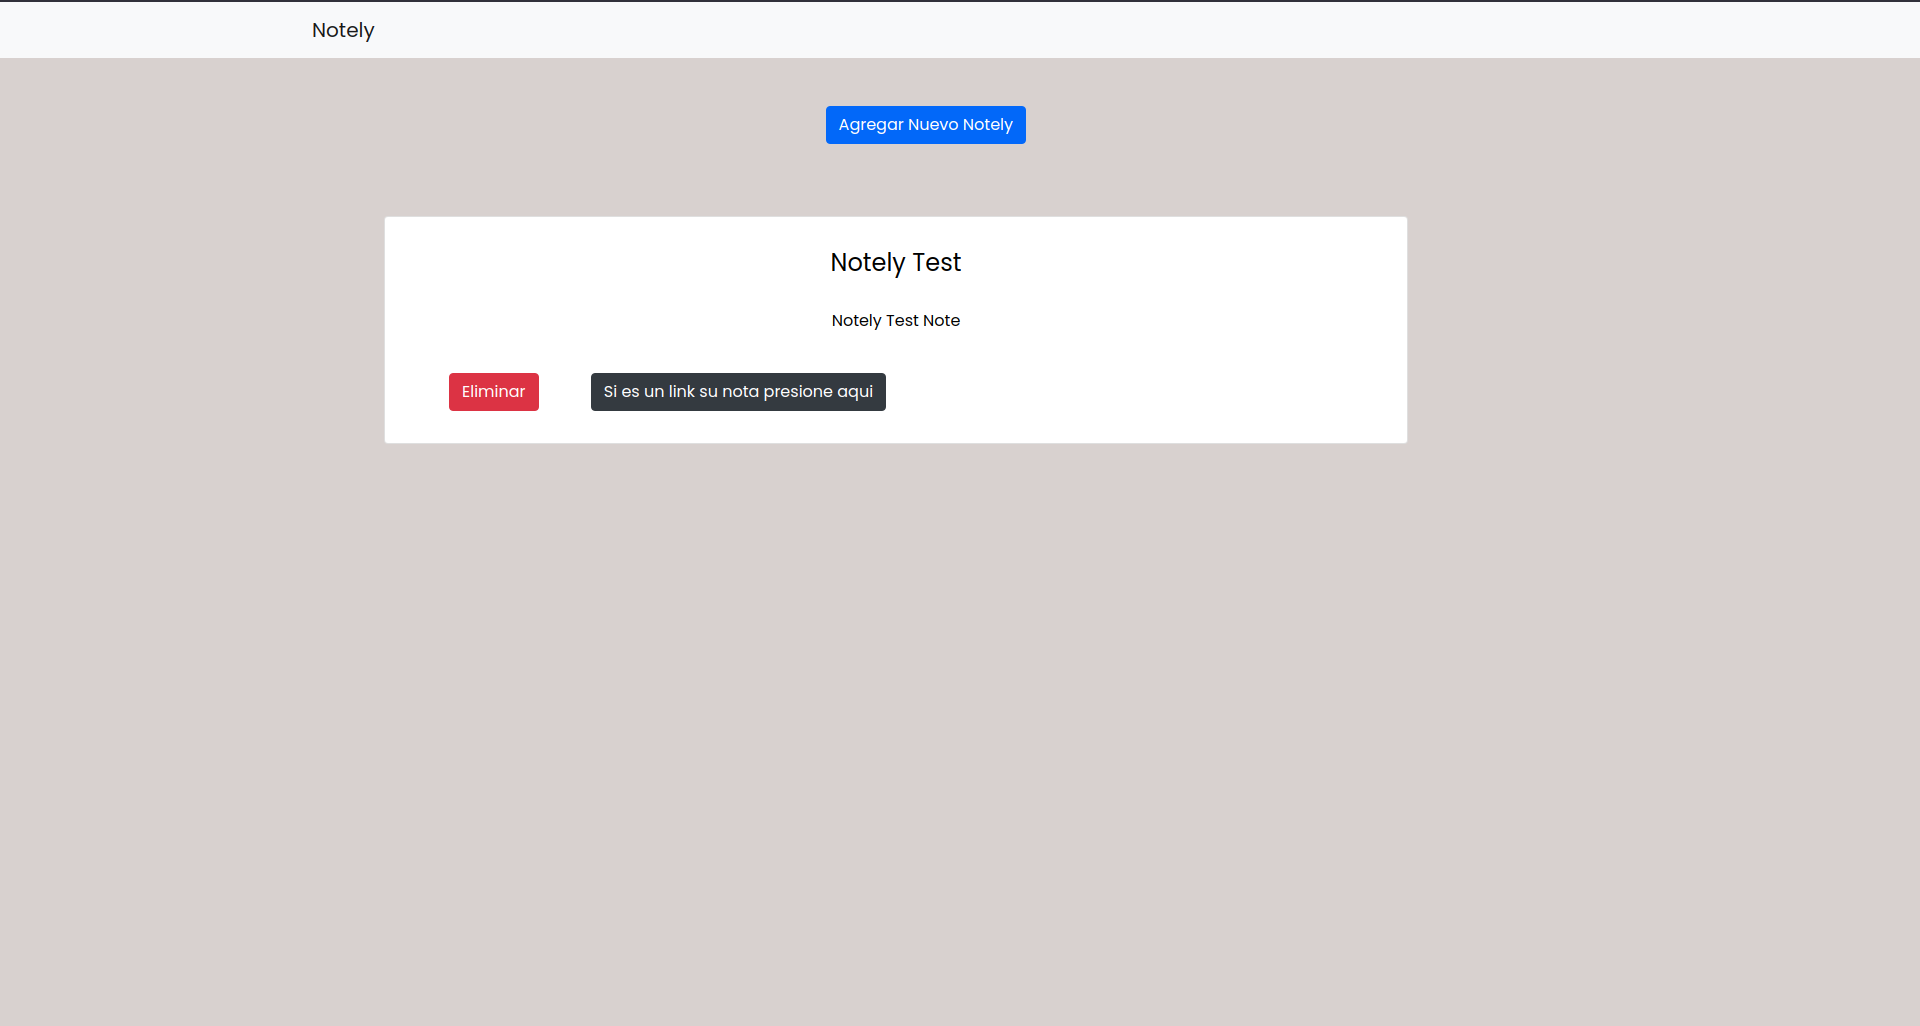 Notely
Agregar Nuevo Notely
Notely Test
Notely Test Note
Eliminar
Si es un link su nota presione aqui